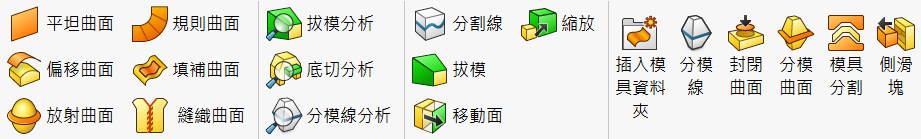 平坦曲面
規則曲面
偏移曲面
填補曲面
放射曲面
縫織曲面
拔模分析
底切分析
分模線分析
分割線
縮放
拔模
移動面
插入模
具資料
夾
分模
線
封閉
曲面
分模
曲面
模具
分割
側滑
塊